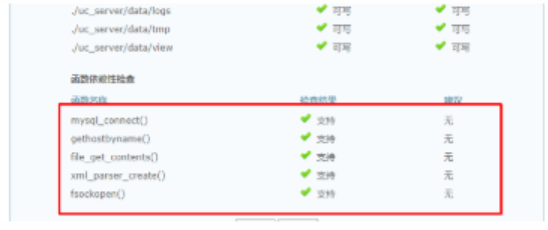 ./uc_server/data/logs 可写 可写
./uc_server/data/tmp 可写 可写
./uc_server/data/view 可写 可写
函数依赖性检查
函数名称 检查结果 建议
mysql_connect() 支持 无
gethostbyname() 支持 无
file_get_contents() 支持 无
xml_parser_create() 支持 无
fsockopen() 支持 无